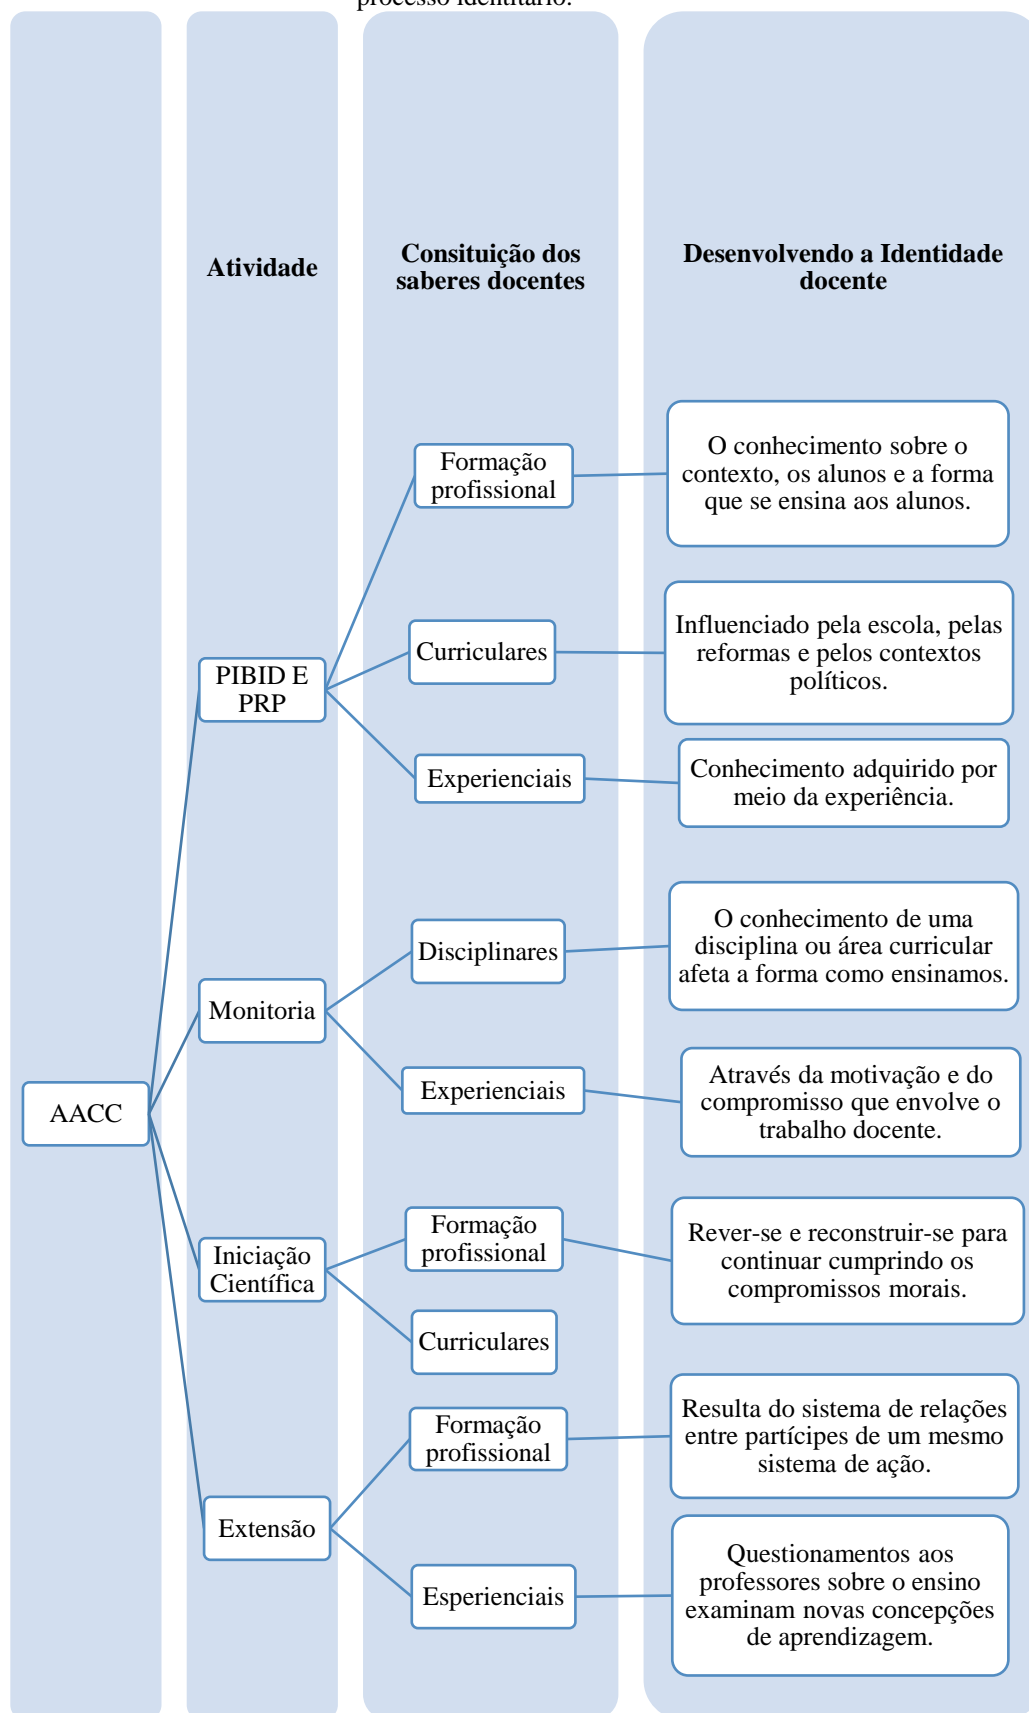 processo identitário.
Atividade
Consituição dos
saberes docentes
Desenvolvendo a Identidade
docente
AACC
PIBID E
PRP
Formação
profissional
O conhecimento sobre o
contexto, os alunos e a forma
que se ensina aos alunos.
Curriculares
Influenciado pela escola, pelas
reformas e pelos contextos
políticos.
Experienciais
Conhecimento adquirido por
meio da experiência.
Monitoria
Disciplinares
O conhecimento de uma
disciplina ou área curricular
afeta a forma como ensinamos.
Experienciais
Através da motivação e do
compromisso que envolve o
trabalho docente.
Iniciação
Científica
Formação
profissional
Rever-se e reconstruir-se para
continuar cumprindo os
compromissos morais.
Curriculares
Extensão
Formação
profissional
Resulta do sistema de relações
entre partícipes de um mesmo
sistema de ação.
Esperienciais
Questionamentos aos
professores sobre o ensino
examinam novas concepções
de aprendizagem.